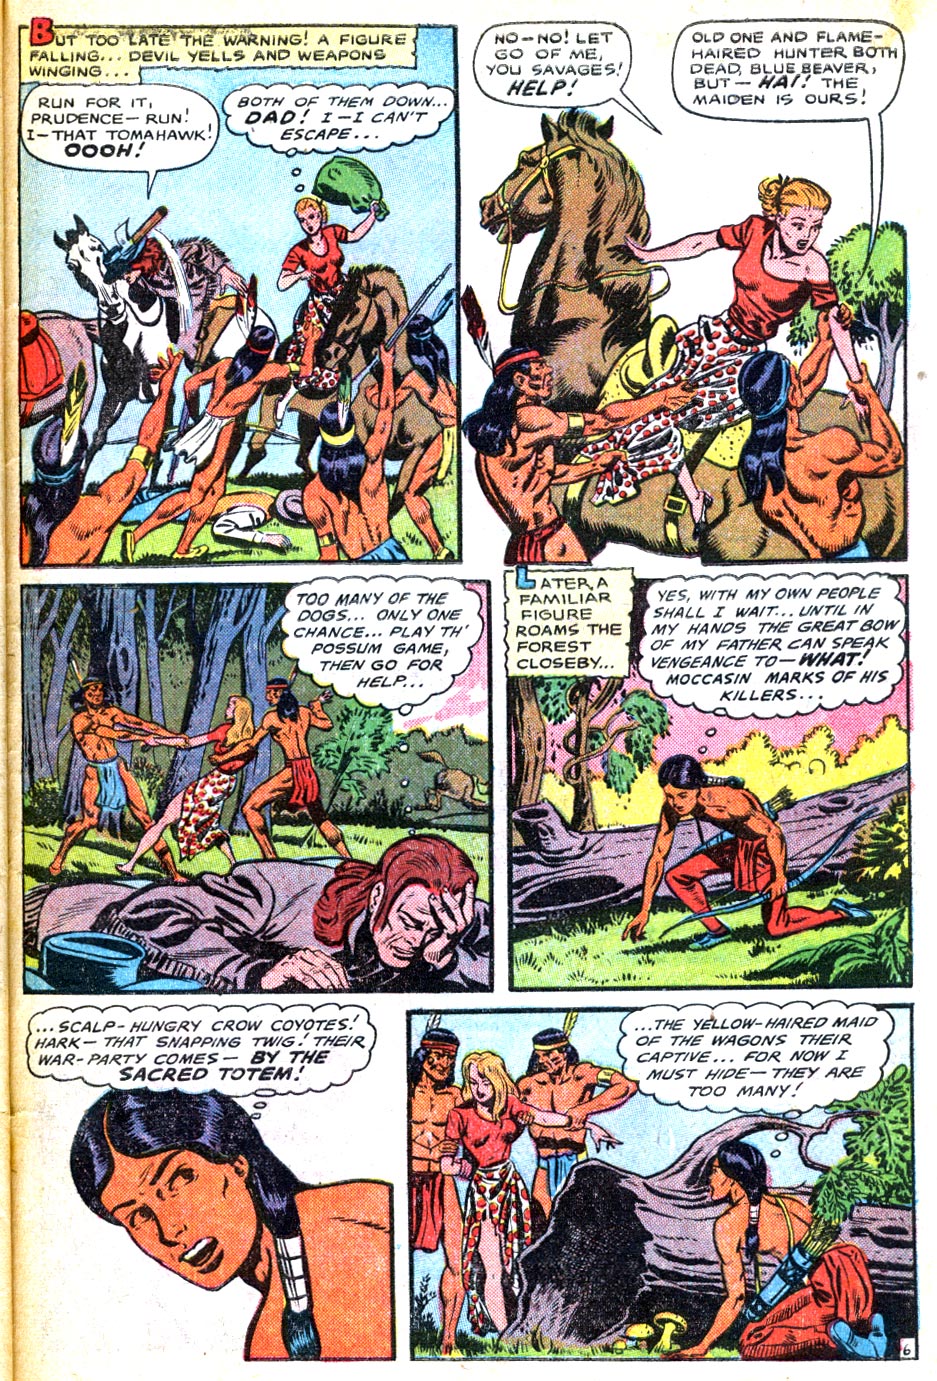 BUT TOO LATE THE WARNING! A FIGURE
FALLING... DEVIL YELLS AND WEAPONS
WINGING...
RUN FOR IT,
PRUDENCE— RUN!
I—THAT TOMAHAWK!
OOOH!
BOTH OF THEM DOWN...
DAD! I—I CAN'T
ESCAPE...
NO-NO! LET
GO OF ME,
YOU SAVAGES!
HELP!
OLD ONE AND FLAME-
HAIRED HUNTER BOTH
DEAD, BLUE BEAVER,
BUT— HAI! THE
MAIDEN IS OURS!
TOO MANY OF THE
DOGS... ONLY ONE
CHANCE... PLAY TH'
POSSUM GAME,
THEN GO FOR
HELP...
LATER, A
FAMILIAR
FIGURE
ROAMS THE
FOREST
CLOSEBY...
YES, WITH MY OWN PEOPLE
SHALL I WAIT... UNTIL IN
MY HANDS THE GREAT BOW
OF MY FATHER CAN SPEAK
VENGEANCE TO— WHAT!
MOCCASIN MARKS OF HIS
KILLERS...
...SCALP-HUNGRY CROW COYOTES!
HARK— THAT SNAPPING TWIG! THEIR
WAR-PARTY COMES— BY THE
SACRED TOTEM!
...THE YELLOW-HAIRED MAID
OF THE WAGONS THEIR
CAPTIVE... FOR NOW I
MUST HIDE— THEY ARE
TOO MANY!
6